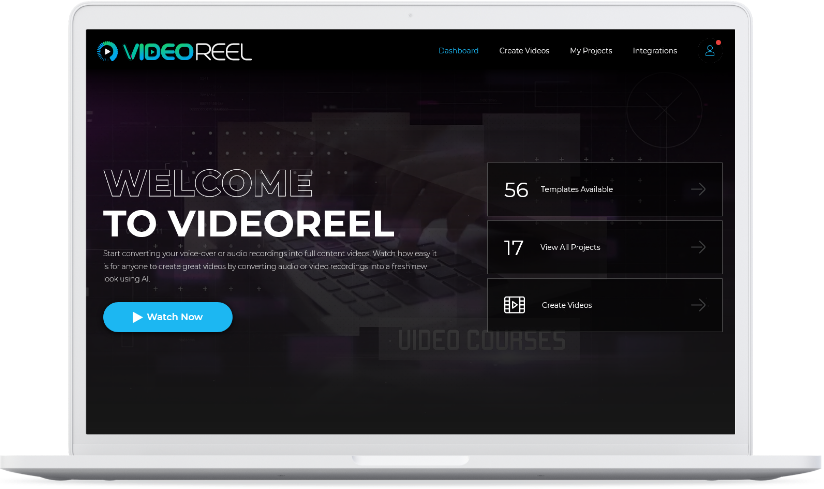 VIDEOREEL
Dashboard
Create Videos
My Projects
Integrations
WELCOME
TO VIDEOREEL
Start converting your voice-over or audio recordings into full content videos. Watch how easy it
is for anyone to create great videos by converting audio or video recordings into a fresh new
look using AI.
Watch Now
56 Templates Available
17 View All Projects
Create Videos
VIDEO COURSES